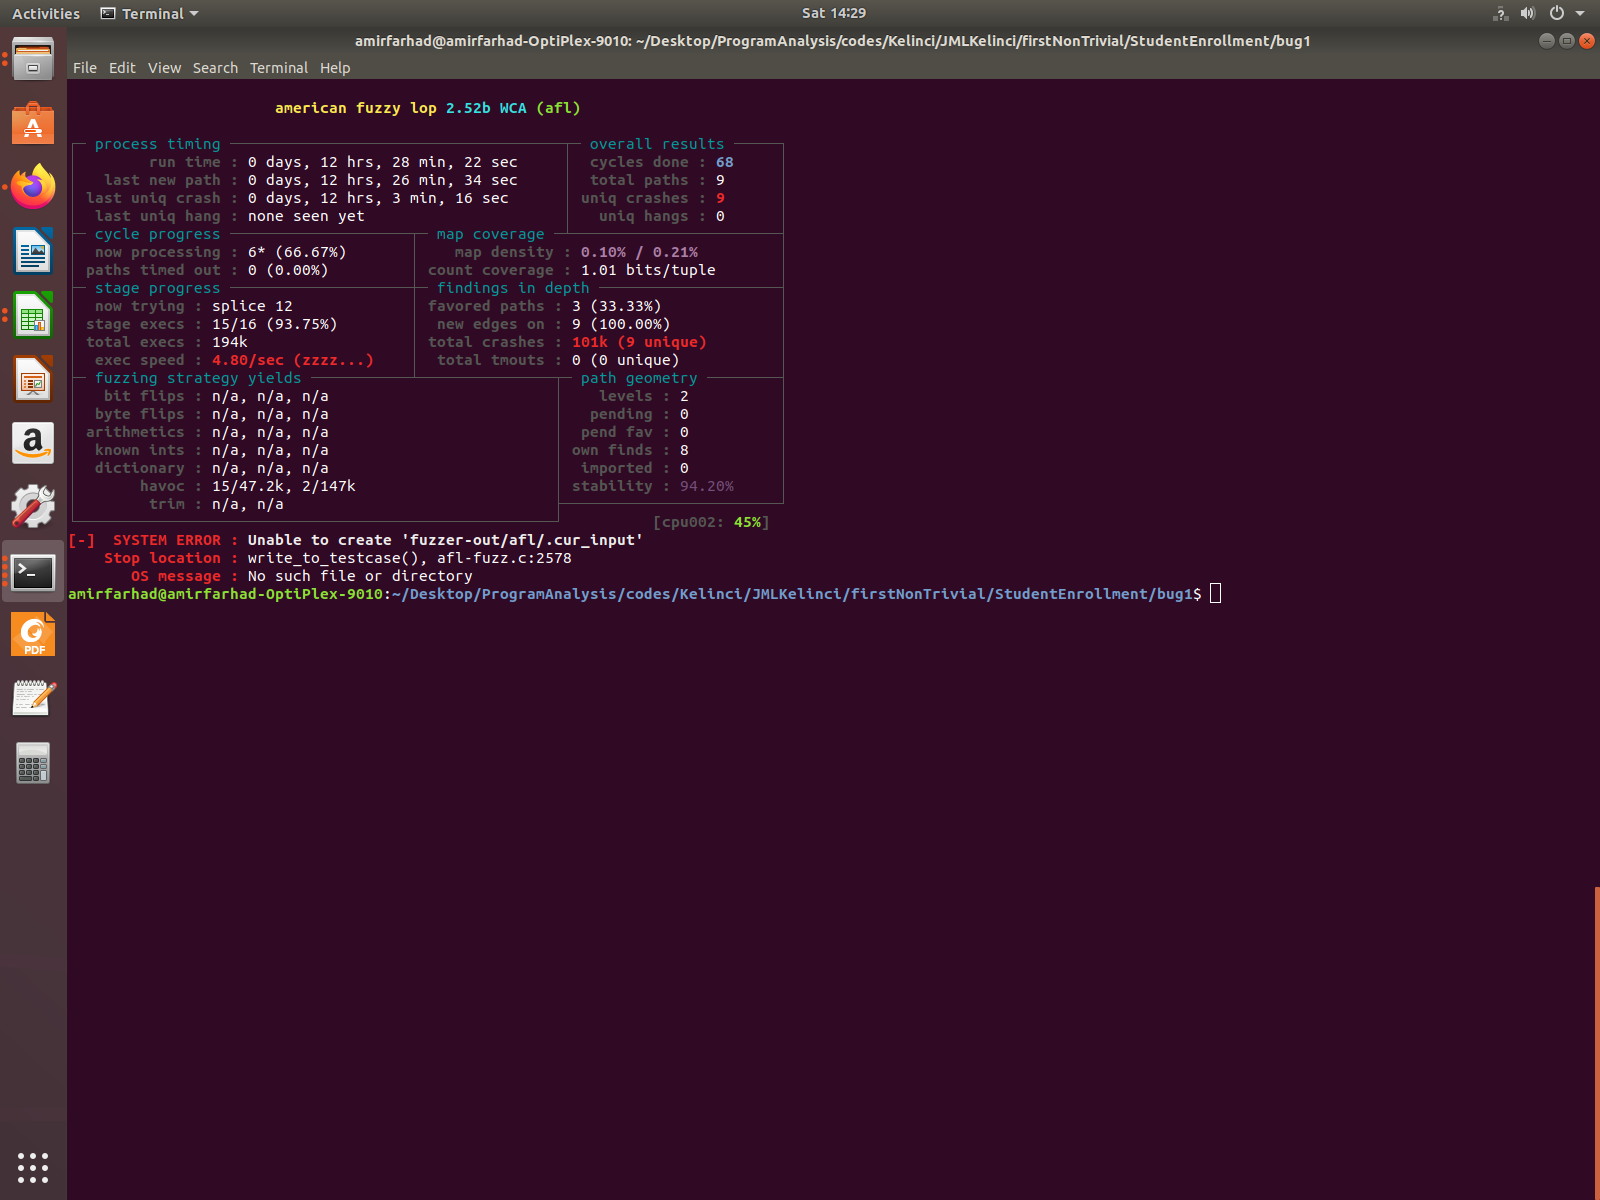 Activities Terminal Sat 14:29
amirfarhad@amirfarhad-OptiPlex-9010: ~/Desktop/ProgramAnalysis/codes/Kelinci/JMLKelinci/firstNonTrivial/StudentEnrollment/bug1
File Edit View Search Terminal Help
american fuzzy lop 2.52b WCA (afl)
process timing overall results
run time : 0 days, 12 hrs, 28 min, 22 sec cycles done : 68
last new path : 0 days, 12 hrs, 26 min, 34 sec total paths : 9
last uniq crash : 0 days, 12 hrs, 3 min, 16 sec uniq crashes : 9
last uniq hang : none seen yet uniq hangs : 0
cycle progress map coverage
now processing : 6* (66.67%) map density : 0.10% / 0.21%
paths timed out : 0 (0.00%) count coverage : 1.01 bits/tuple
stage progress findings in depth
now trying : splice 12 favored paths : 3 (33.33%)
stage execs : 15/16 (93.75%) new edges on : 9 (100.00%)
total execs : 194k total crashes : 101k (9 unique)
exec speed : 4.80/sec (zzzz...) total tmouts : 0 (0 unique)
fuzzing strategy yields path geometry
bit flips : n/a, n/a, n/a levels : 2
byte flips : n/a, n/a, n/a pending : 0
arithmetics : n/a, n/a, n/a pend fav : 0
known ints : n/a, n/a, n/a own finds : 8
dictionary : n/a, n/a, n/a imported : 0
havoc : 15/47.2k, 2/147k stability : 94.20%
trim : n/a, n/a
[cpu002: 45%]
[-] SYSTEM ERROR : Unable to create 'fuzzer-out/afl/.cur_input'
Stop location : write_to_testcase(), afl-fuzz.c:2578
OS message : No such file or directory
amirfarhad@amirfarhad-OptiPlex-9010:~/Desktop/ProgramAnalysis/codes/Kelinci/JMLKelinci/firstNonTrivial/StudentEnrollment/bug1$
PDF